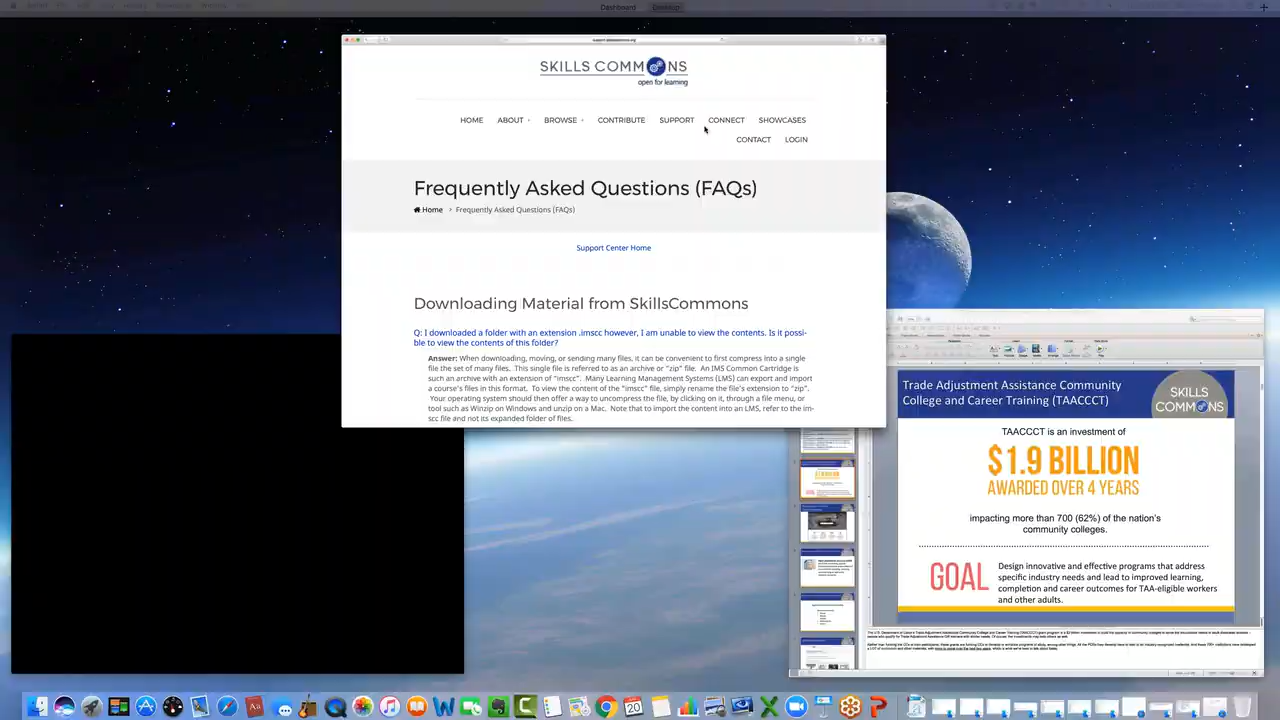 Dashboard
Desktop
support.skillscommons.org
SKILLS COMMONS
open for learning
HOME ABOUT BROWSE CONTRIBUTE SUPPORT CONNECT SHOWCASES
CONTACT LOGIN
Frequently Asked Questions (FAQs)
Home > Frequently Asked Questions (FAQs)
Support Center Home
Downloading Material from SkillsCommons
Q: I downloaded a folder with an extension .imscc however, I am unable to view the contents. Is it possi-
ble to view the contents of this folder?
Answer: When downloading, moving, or sending many files, it can be convenient to first compress into a single
file the set of many files. This single file is referred to as an archive or "zip" file. An IMS Common Cartridge is
such an archive with an extension of "imscc". Many Learning Management Systems (LMS) can export and import
a course's files in this format. To view the content of the "imscc" file, simply rename the file's extension to "zip".
Your operating system should then offer a way to uncompress the file, by clicking on it, through a file menu, or
tool such as Winzip on Windows and unzip on a Mac. Note that to import the content into an LMS, refer to the im-
scc file and not its expanded folder of files.
Trade Adjustment Assistance Community
College and Career Training (TAACCCT)
SKILLS
COMMONS
TAACCCT is an investment of
$1.9 BILLION
AWARDED OVER 4 YEARS
impacting more than 700 (62%) of the nation's
community colleges.
GOAL
Design innovative and effective programs that address
specific industry needs and lead to improved learning,
completion and career outcomes for TAA-eligible workers
and other adults.
20